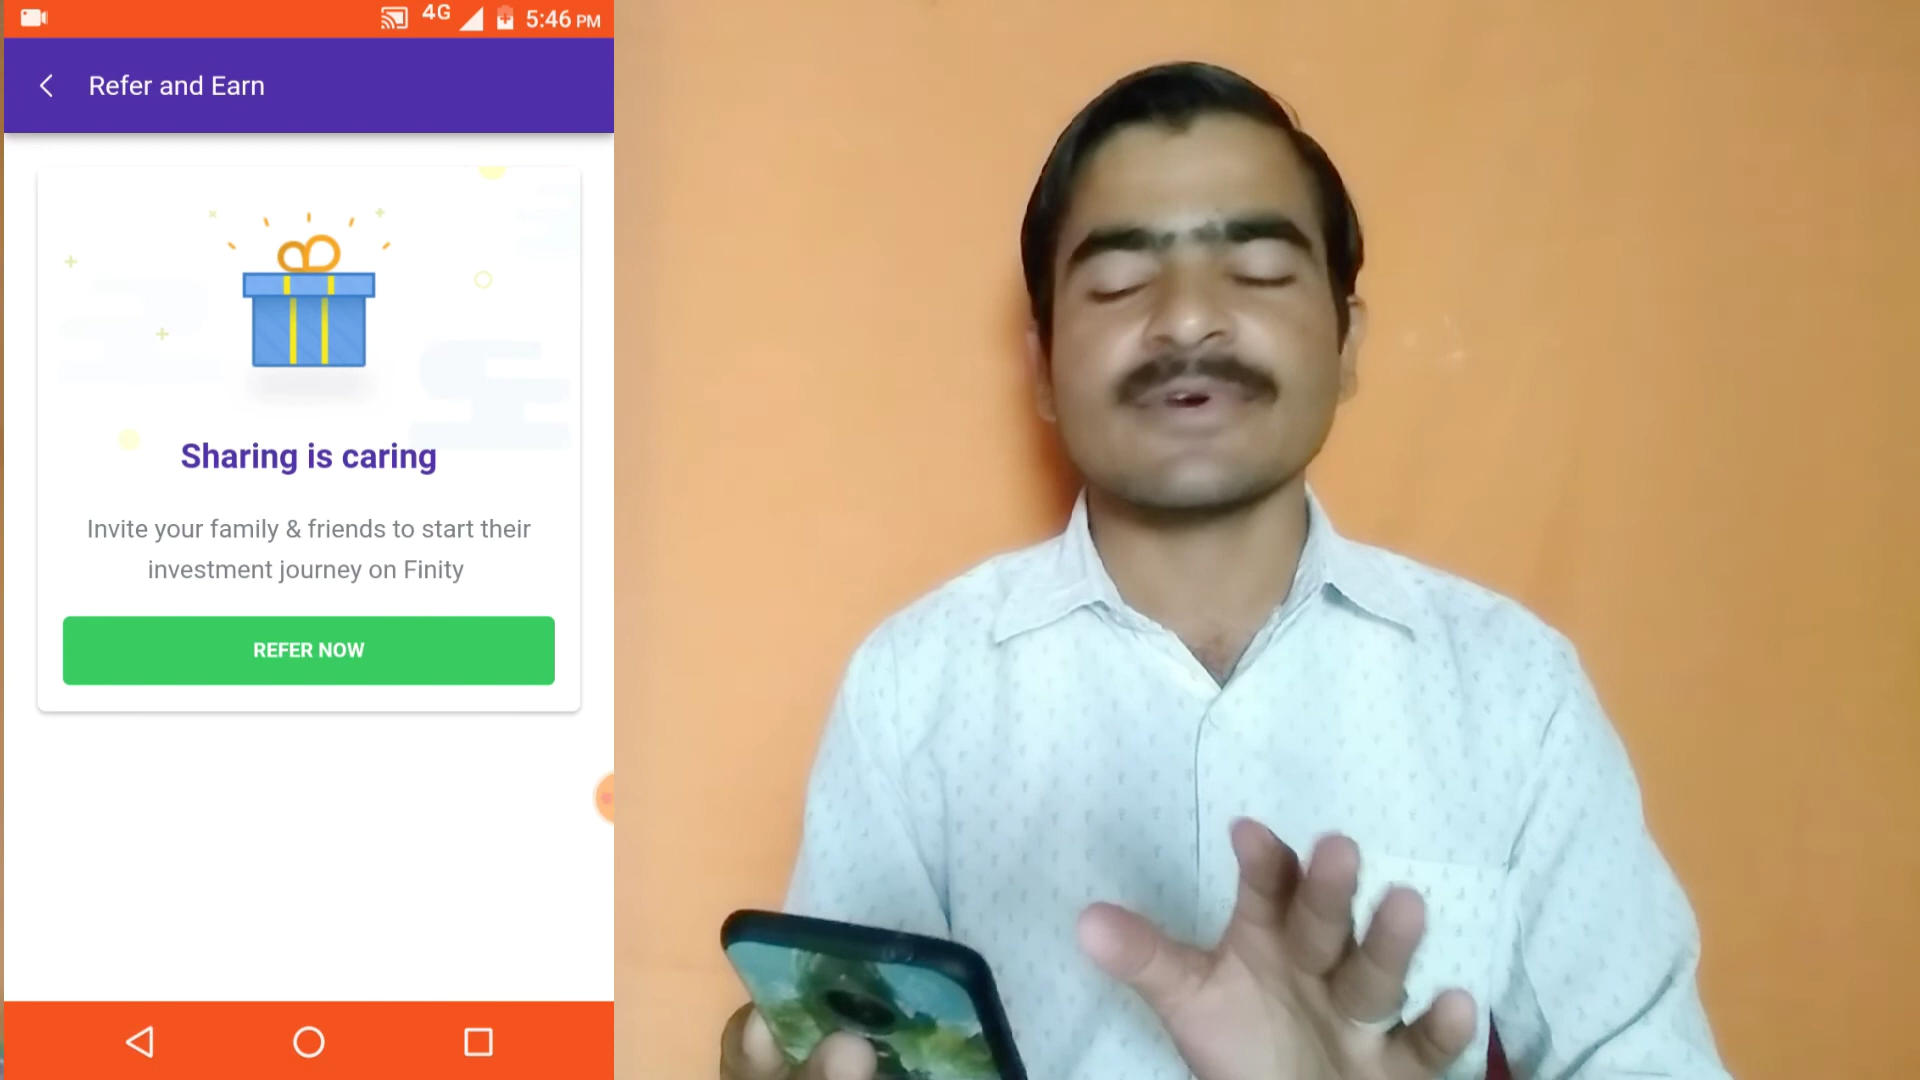 4G 5:46 PM
Refer and Earn
Sharing is caring
Invite your family & friends to start their
investment journey on Finity
REFER NOW